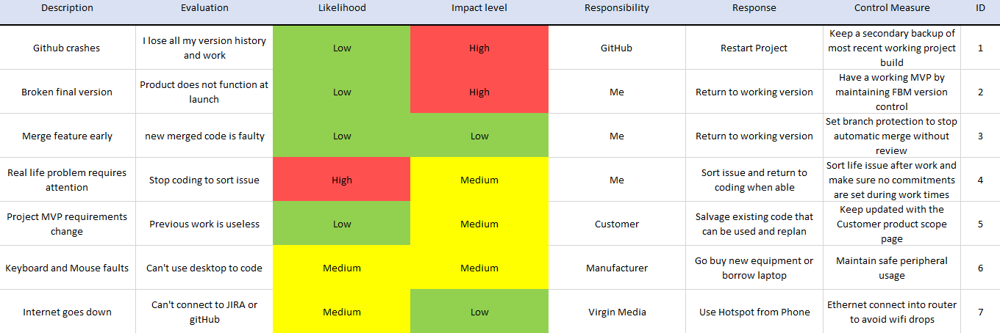 Description Evaluation Likelihood Impact level Responsibility Response Control Measure ID
Github crashes
I lose all my version history
and work
Low
High
GitHub
Restart Project
Keep a secondary backup of
most recent working project
build
1
Broken final version
Product does not function at
launch
Low
High
Me
Return to working version
Have a working MVP by
maintaining FBM version
control
2
Merge feature early
new merged code is faulty
Low
Low
Me
Return to working version
Set branch protection to stop
automatic merge without
review
3
Real life problem requires
attention
Stop coding to sort issue
High
Medium
Me
Sort issue and return to
coding when able
Sort life issue after work and
make sure no commitments
are set during work times
4
Project MVP requirements
change
Previous work is useless
Low
Medium
Customer
Salvage existing code that
can be used and replan
Keep updated with the
Customer product scope
page
5
Keyboard and Mouse faults
Can't use desktop to code
Medium
Medium
Manufacturer
Go buy new equipment or
borrow laptop
Maintain safe peripheral
usage
6
Internet goes down
Can't connect to JIRA or
gitHub
Medium
Low
Virgin Media
Use Hotspot from Phone
Ethernet connect into router
to avoid wifi drops
7